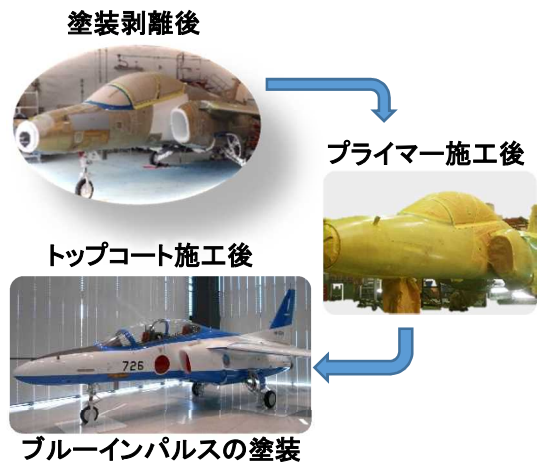 塗装剥離後
プライマー施工後
トップコート施工後
726
ブルーインパルスの塗装